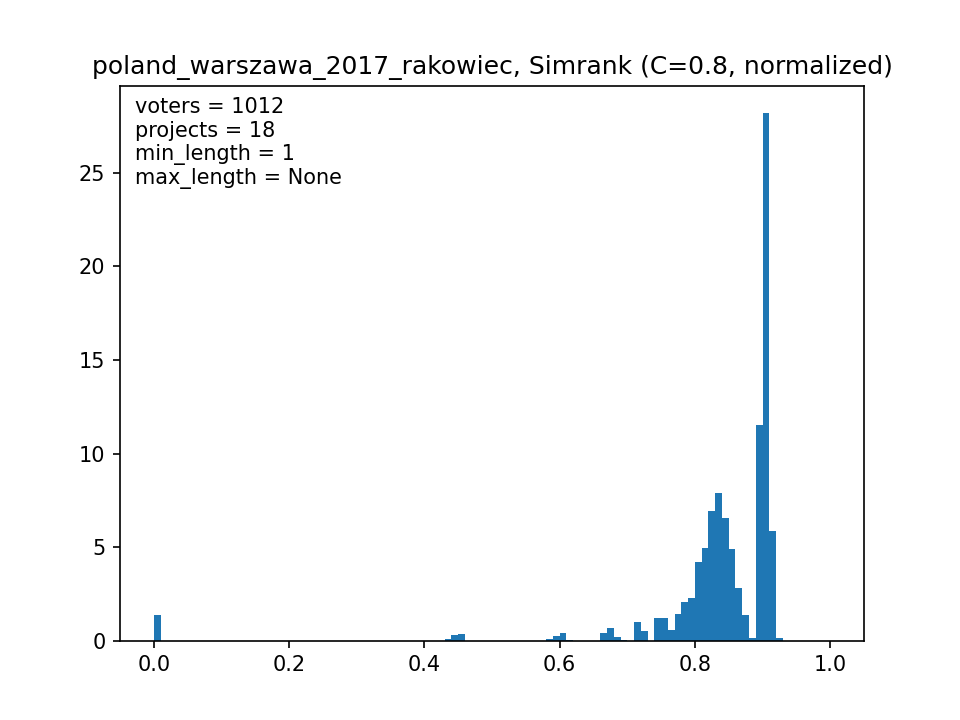 poland_warszawa_2017_rakowiec, Simrank (C=0.8, normalized)
voters = 1012
projects = 18
min_length = 1
max_length = None
25
20
15
10
5
0
0.0 0.2 0.4 0.6 0.8 1.0